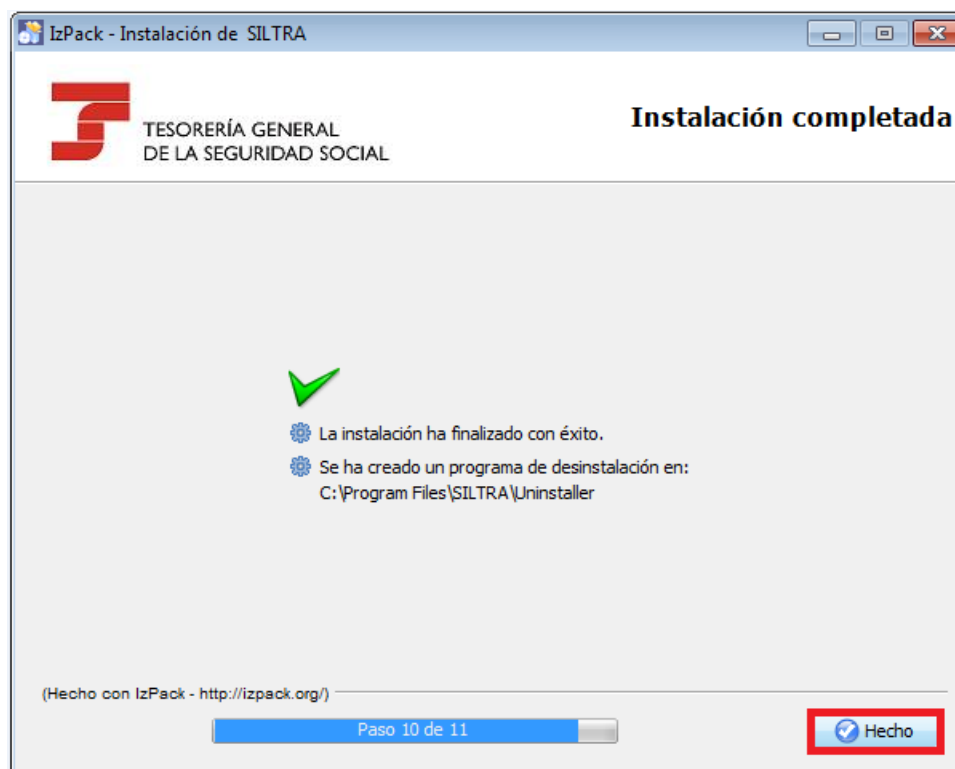 IzPack - Instalación de SILTRA
TESORERÍA GENERAL
DE LA SEGURIDAD SOCIAL
Instalación completada
La instalación ha finalizado con éxito.
Se ha creado un programa de desinstalación en:
C:\Program Files\SILTRA\Uninstaller
(Hecho con IzPack - http://izpack.org/)
Paso 10 de 11
Hecho